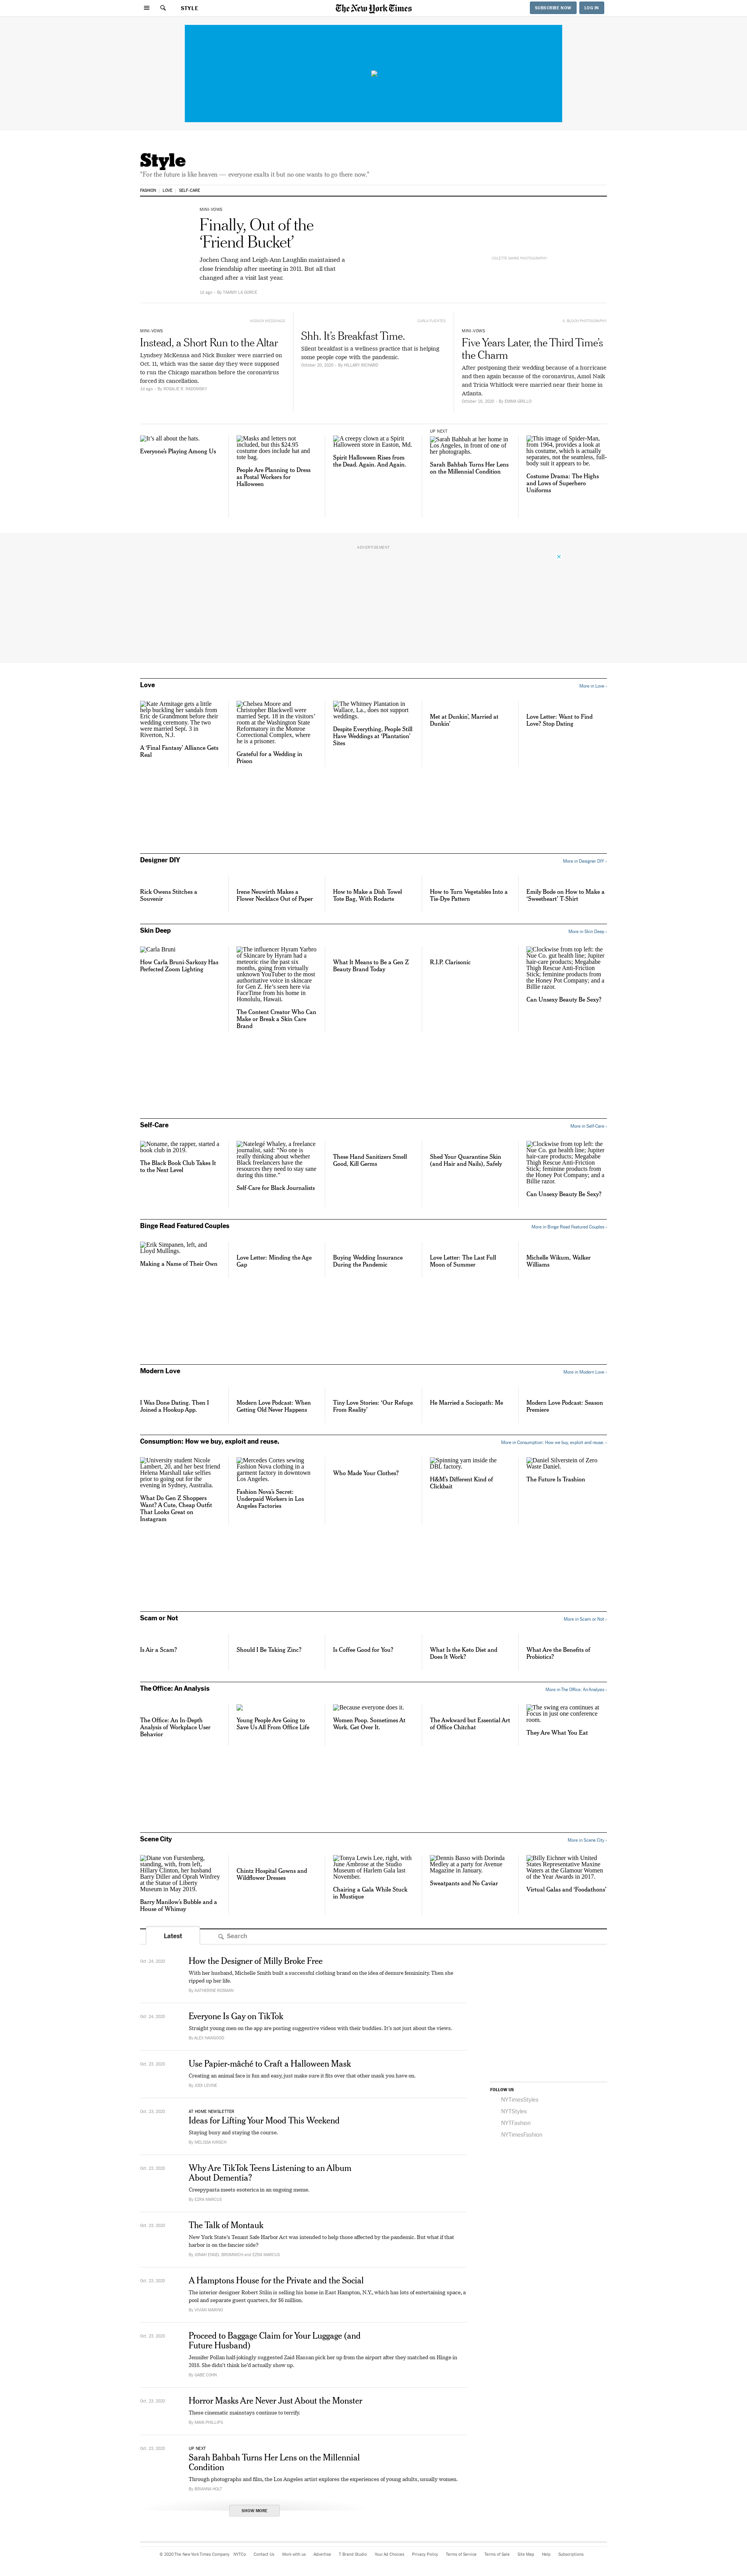 STYLE
The New York Times
SUBSCRIBE NOW
LOG IN
Style
"For the future is like heaven — everyone exalts it but no one wants to go there now."
FASHION
LOVE
SELF-CARE
MINI-VOWS
Finally, Out of the
‘Friend Bucket’
Jochen Chang and Leigh-Ann Laughlin maintained a
close friendship after meeting in 2011. But all that
changed after a visit last year.
1d ago - By TAMMY LA GORCE
COLETTE MARIE PHOTOGRAPHY
HUDSON WEDDINGS
MINI-VOWS
Instead, a Short Run to the Altar
Lyndsey McKenna and Nick Bunker were married on
Oct. 11, which was the same day they were supposed
to run the Chicago marathon before the coronavirus
forced its cancellation.
1d ago - By ROSALIE R. RADOMSKY
CARLA FUENTES
Shh. It’s Breakfast Time.
Silent breakfast is a wellness practice that is helping
some people cope with the pandemic.
October 20, 2020 - By HILLARY RICHARD
A. BEACH PHOTOGRAPHY
MINI-VOWS
Five Years Later, the Third Time’s
the Charm
After postponing their wedding because of a hurricane
and then again because of the coronavirus, Amol Naik
and Tricia Whitlock were married near their home in
Atlanta.
October 16, 2020 - By EMMA GRILLO
It’s all about the hats.
Everyone’s Playing Among Us
Masks and letters not
included, but this $24.95
costume does include hat and
tote bag.
People Are Planning to Dress
as Postal Workers for
Halloween
A creepy clown at a Spirit
Halloween store in Easton, Md.
Spirit Halloween Rises from
the Dead. Again. And Again.
UP NEXT
Sarah Bahbah at her home in
Los Angeles, in front of one of
her photographs.
Sarah Bahbah Turns Her Lens
on the Millennial Condition
This image of Spider-Man,
from 1964, provides a look at
his costume, which is actually
separates, not the seamless, full-
body suit it appears to be.
Costume Drama: The Highs
and Lows of Superhero
Uniforms
ADVERTISEMENT
Love
More in Love ›
Kate Armitage gets a little
help buckling her sandals from
Eric de Grandmont before their
wedding ceremony. The two
were married Sept. 3 in
Riverton, N.J.
A ‘Final Fantasy’ Alliance Gets
Real
Chelsea Moore and
Christopher Blackwell were
married Sept. 18 in the visitors’
room at the Washington State
Reformatory in the Monroe
Correctional Complex, where
he is a prisoner.
Grateful for a Wedding in
Prison
The Whitney Plantation in
Wallace, La., does not support
weddings.
Despite Everything, People Still
Have Weddings at ‘Plantation’
Sites
Met at Dunkin’, Married at
Dunkin’
Love Letter: Want to Find
Love? Stop Dating
Designer DIY
More in Designer DIY ›
Rick Owens Stitches a
Souvenir
Irene Neuwirth Makes a
Flower Necklace Out of Paper
How to Make a Dish Towel
Tote Bag, With Rodarte
How to Turn Vegetables Into a
Tie-Dye Pattern
Emily Bode on How to Make a
‘Sweetheart’ T-Shirt
Skin Deep
More in Skin Deep ›
Carla Bruni
How Carla Bruni-Sarkozy Has
Perfected Zoom Lighting
The influencer Hyram Yarbro
of Skincare by Hyram had a
meteoric rise the past six
months, going from virtually
unknown YouTuber to the most
authoritative voice in skincare
for Gen Z. He’s seen here via
FaceTime from his home in
Honolulu, Hawaii.
The Content Creator Who Can
Make or Break a Skin Care
Brand
What It Means to Be a Gen Z
Beauty Brand Today
R.I.P. Clarisonic
Clockwise from top left: the
Nue Co. gut health line; Jupiter
hair-care products; Megababe
Thigh Rescue Anti-Friction
Stick; feminine products from
the Honey Pot Company; and a
Billie razor.
Can Unsexy Beauty Be Sexy?
Self-Care
More in Self-Care ›
Noname, the rapper, started a
book club in 2019.
The Black Book Club Takes It
to the Next Level
Natelegé Whaley, a freelance
journalist, said: “No one is
really thinking about whether
Black freelancers have the
resources they need to stay sane
during this time.”
Self-Care for Black Journalists
These Hand Sanitizers Smell
Good, Kill Germs
Shed Your Quarantine Skin
(and Hair and Nails), Safely
Clockwise from top left: the
Nue Co. gut health line; Jupiter
hair-care products; Megababe
Thigh Rescue Anti-Friction
Stick; feminine products from
the Honey Pot Company; and a
Billie razor.
Can Unsexy Beauty Be Sexy?
Binge Read Featured Couples
More in Binge Read Featured Couples ›
Erik Simpanen, left, and
Lloyd Mullings.
Making a Name of Their Own
Love Letter: Minding the Age
Gap
Buying Wedding Insurance
During the Pandemic
Love Letter: The Last Full
Moon of Summer
Michelle Wikum, Walker
Williams
Modern Love
More in Modern Love ›
I Was Done Dating. Then I
Joined a Hookup App.
Modern Love Podcast: When
Getting Old Never Happens
Tiny Love Stories: ‘Our Refuge
From Reality’
He Married a Sociopath: Me
Modern Love Podcast: Season
Premiere
Consumption: How we buy, exploit and reuse.
More in Consumption: How we buy, exploit and reuse. ›
University student Nicole
Lambert, 20, and her best friend
Helena Marshall take selfies
prior to going out for the
evening in Sydney, Australia.
What Do Gen Z Shoppers
Want? A Cute, Cheap Outfit
That Looks Great on
Instagram
Mercedes Cortes sewing
Fashion Nova clothing in a
garment factory in downtown
Los Angeles.
Fashion Nova’s Secret:
Underpaid Workers in Los
Angeles Factories
Who Made Your Clothes?
Spinning yarn inside the
DBL factory.
H&M’s Different Kind of
Clickbait
Daniel Silverstein of Zero
Waste Daniel.
The Future Is Trashion
Scam or Not
More in Scam or Not ›
Is Air a Scam?
Should I Be Taking Zinc?
Is Coffee Good for You?
What Is the Keto Diet and
Does It Work?
What Are the Benefits of
Probiotics?
The Office: An Analysis
More in The Office: An Analysis ›
The Office: An In-Depth
Analysis of Workplace User
Behavior
Young People Are Going to
Save Us All From Office Life
Because everyone does it.
Women Poop. Sometimes At
Work. Get Over It.
The Awkward but Essential Art
of Office Chitchat
The swing era continues at
Focus in just one conference
room.
They Are What You Eat
Scene City
More in Scene City ›
Diane von Furstenberg,
standing, with, from left,
Hillary Clinton, her husband
Barry Diller and Oprah Winfrey
at the Statue of Liberty
Museum in May 2019.
Barry Manilow’s Bubble and a
House of Whimsy
Chintz Hospital Gowns and
Wildflower Dresses
Tonya Lewis Lee, right, with
June Ambrose at the Studio
Museum of Harlem Gala last
November.
Chairing a Gala While Stuck
in Mustique
Dennis Basso with Dorinda
Medley at a party for Avenue
Magazine in January.
Sweatpants and No Caviar
Billy Eichner with United
States Representative Maxine
Waters at the Glamour Women
of the Year Awards in 2017.
Virtual Galas and ‘Foodathons’
Latest
Search
Oct. 24, 2020
How the Designer of Milly Broke Free
With her husband, Michelle Smith built a successful clothing brand on the idea of demure femininity. Then she
ripped up her life.
By KATHERINE ROSMAN
Oct. 24, 2020
Everyone Is Gay on TikTok
Straight young men on the app are posting suggestive videos with their buddies. It’s not just about the views.
By ALEX HAWGOOD
Oct. 23, 2020
Use Papier-mâché to Craft a Halloween Mask
Creating an animal face is fun and easy, just make sure it fits over that other mask you have on.
By JODI LEVINE
Oct. 23, 2020
AT HOME NEWSLETTER
Ideas for Lifting Your Mood This Weekend
Staying busy and staying the course.
By MELISSA KIRSCH
Oct. 23, 2020
Why Are TikTok Teens Listening to an Album
About Dementia?
Creepypasta meets esoterica in an ongoing meme.
By EZRA MARCUS
Oct. 23, 2020
The Talk of Montauk
New York State’s Tenant Safe Harbor Act was intended to help those affected by the pandemic. But what if that
harbor is on the fancier side?
By JONAH ENGEL BROMWICH and EZRA MARCUS
Oct. 23, 2020
A Hamptons House for the Private and the Social
The interior designer Robert Stilin is selling his home in East Hampton, N.Y., which has lots of entertaining space, a
pool and separate guest quarters, for $6 million.
By VIVIAN MARINO
Oct. 23, 2020
Proceed to Baggage Claim for Your Luggage (and
Future Husband)
Jennifer Pollan half-jokingly suggested Zaid Hassan pick her up from the airport after they matched on Hinge in
2018. She didn’t think he’d actually show up.
By GABE COHN
Oct. 23, 2020
Horror Masks Are Never Just About the Monster
These cinematic mainstays continue to terrify.
By MAYA PHILLIPS
Oct. 23, 2020
UP NEXT
Sarah Bahbah Turns Her Lens on the Millennial
Condition
Through photographs and film, the Los Angeles artist explores the experiences of young adults, usually women.
By BRIANNA HOLT
SHOW MORE
FOLLOW US
NYTimesStyles
NYTStyles
NYTFashion
NYTimesFashion
© 2020 The New York Times Company
NYTCo
Contact Us
Work with us
Advertise
T Brand Studio
Your Ad Choices
Privacy Policy
Terms of Service
Terms of Sale
Site Map
Help
Subscriptions